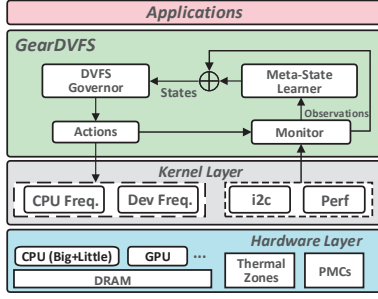 Applications
GearDVFS
DVFS
Governor
States
Meta-State
Learner
Observations
Actions
Monitor
Kernel Layer
CPU Freq.
Dev Freq.
i2c
Perf
Hardware Layer
CPU (Big+Little)
GPU
...
DRAM
Thermal
Zones
PMCs